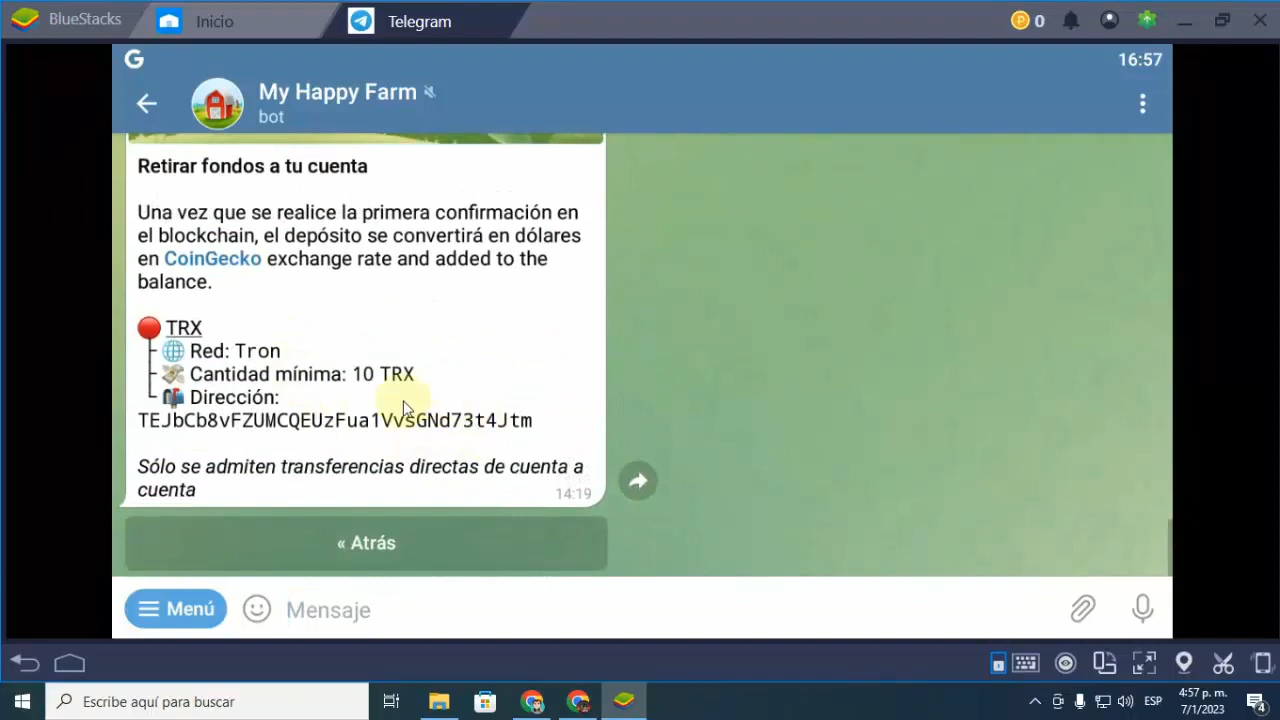 BlueStacks
Inicio
Telegram
0
G
16:57
My Happy Farm
bot
Retirar fondos a tu cuenta
Una vez que se realice la primera confirmación en
el blockchain, el depósito se convertirá en dólares
en CoinGecko exchange rate and added to the
balance.
TRX
Red: Tron
Cantidad mínima: 10 TRX
Dirección:
TEJbCb8vFZUMCQEUzFua1VvsGNd73t4Jtm
Sólo se admiten transferencias directas de cuenta a
cuenta
14:19
« Atrás
Menú
Mensaje
Escribe aquí para buscar
ESP
4:57 p. m.
7/1/2023
4